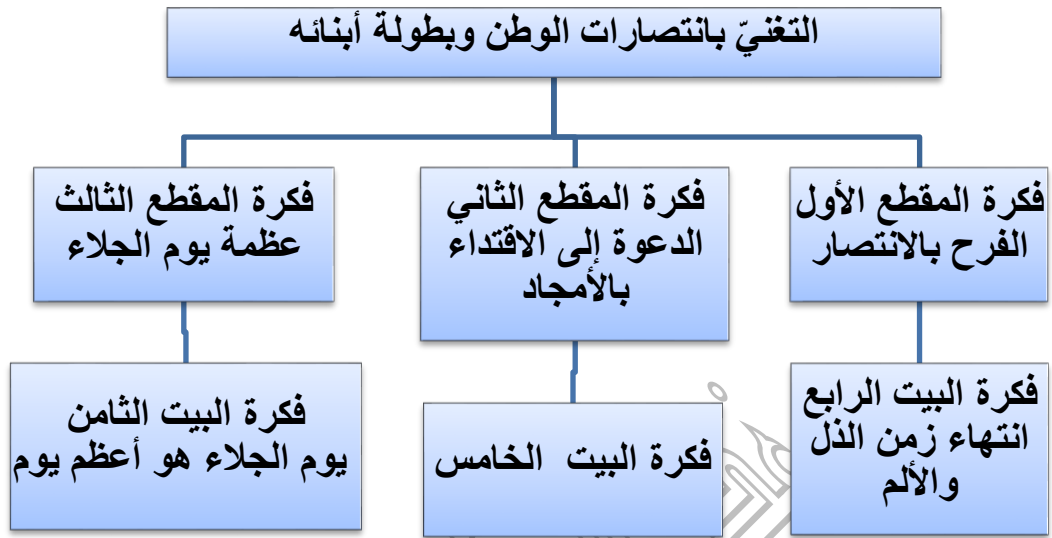 التغنيّ بانتصارات الوطن وبطولة أبنائه
فكرة المقطع الأول
الفرح بالانتصار
فكرة المقطع الثاني
الدعوة إلى الاقتداء
بالأمجاد
فكرة المقطع الثالث
عظمة يوم الجلاء
فكرة البيت الرابع
انتهاء زمن الذل
والألم
فكرة البيت الخامس
فكرة البيت الثامن
يوم الجلاء هو أعظم يوم